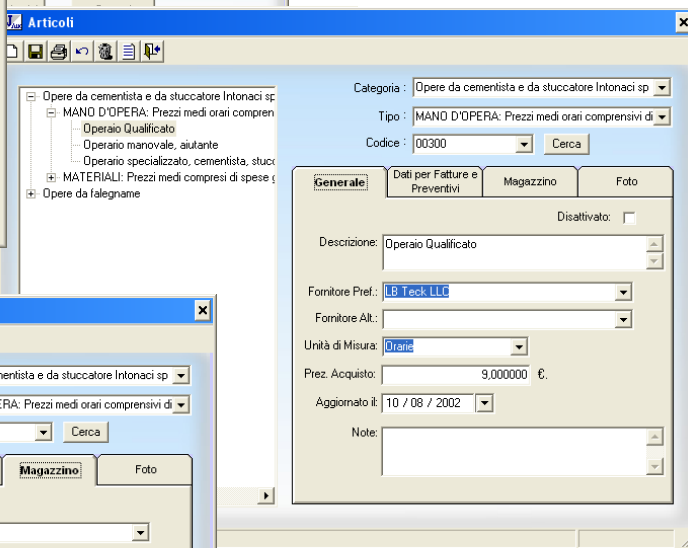 Articoli
Opere da cementista e da stuccatore Intonaci sp
MANO D'OPERA: Prezzi medi orari compren
Operaio Qualificato
Operario manovale, aiutante
Operario specializzato, cementista, stucc
MATERIALI: Prezzi medi compresi di spese g
Opere da falegname
Categoria : Opere da cementista e da stuccatore Intonaci sp
Tipo : MANO D'OPERA: Prezzi medi orari comprensivi di
Codice : 00300 Cerca
Generale Dati per Fatture e Preventivi Magazzino Foto
Disattivato:
Descrizione: Operaio Qualificato
Fornitore Pref.: LB Teck LLC
Fornitore Alt.:
Unità di Misura: Orarie
Prez. Acquisto: 9,000000 €.
Aggiornato il: 10 / 08 / 2002
Note:
mentista e da stuccatore Intonaci sp
ERA: Prezzi medi orari comprensivi di
Cerca
Magazzino Foto